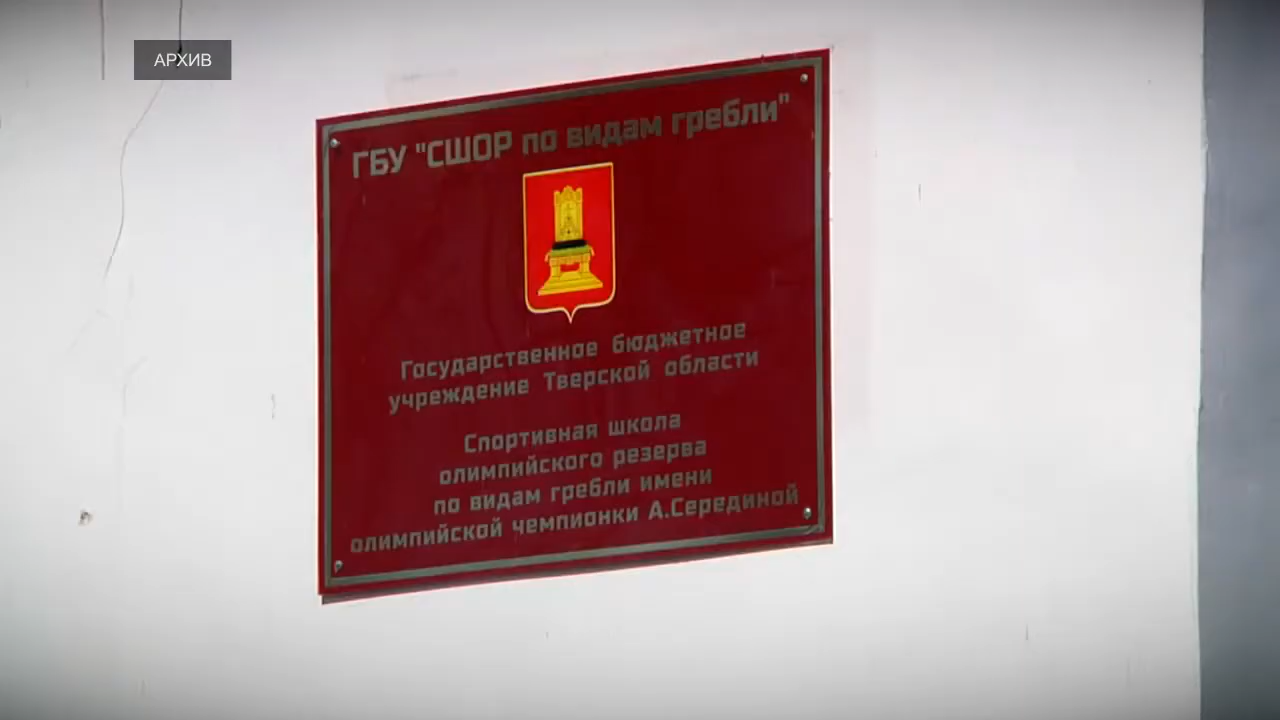 АРХИВ
ГБУ "СШОР по видам гребли"
Государственное бюджетное
учреждение Тверской области
Спортивная школа
олимпийского резерва
по видам гребли имени
олимпийской чемпионки А.Серединой